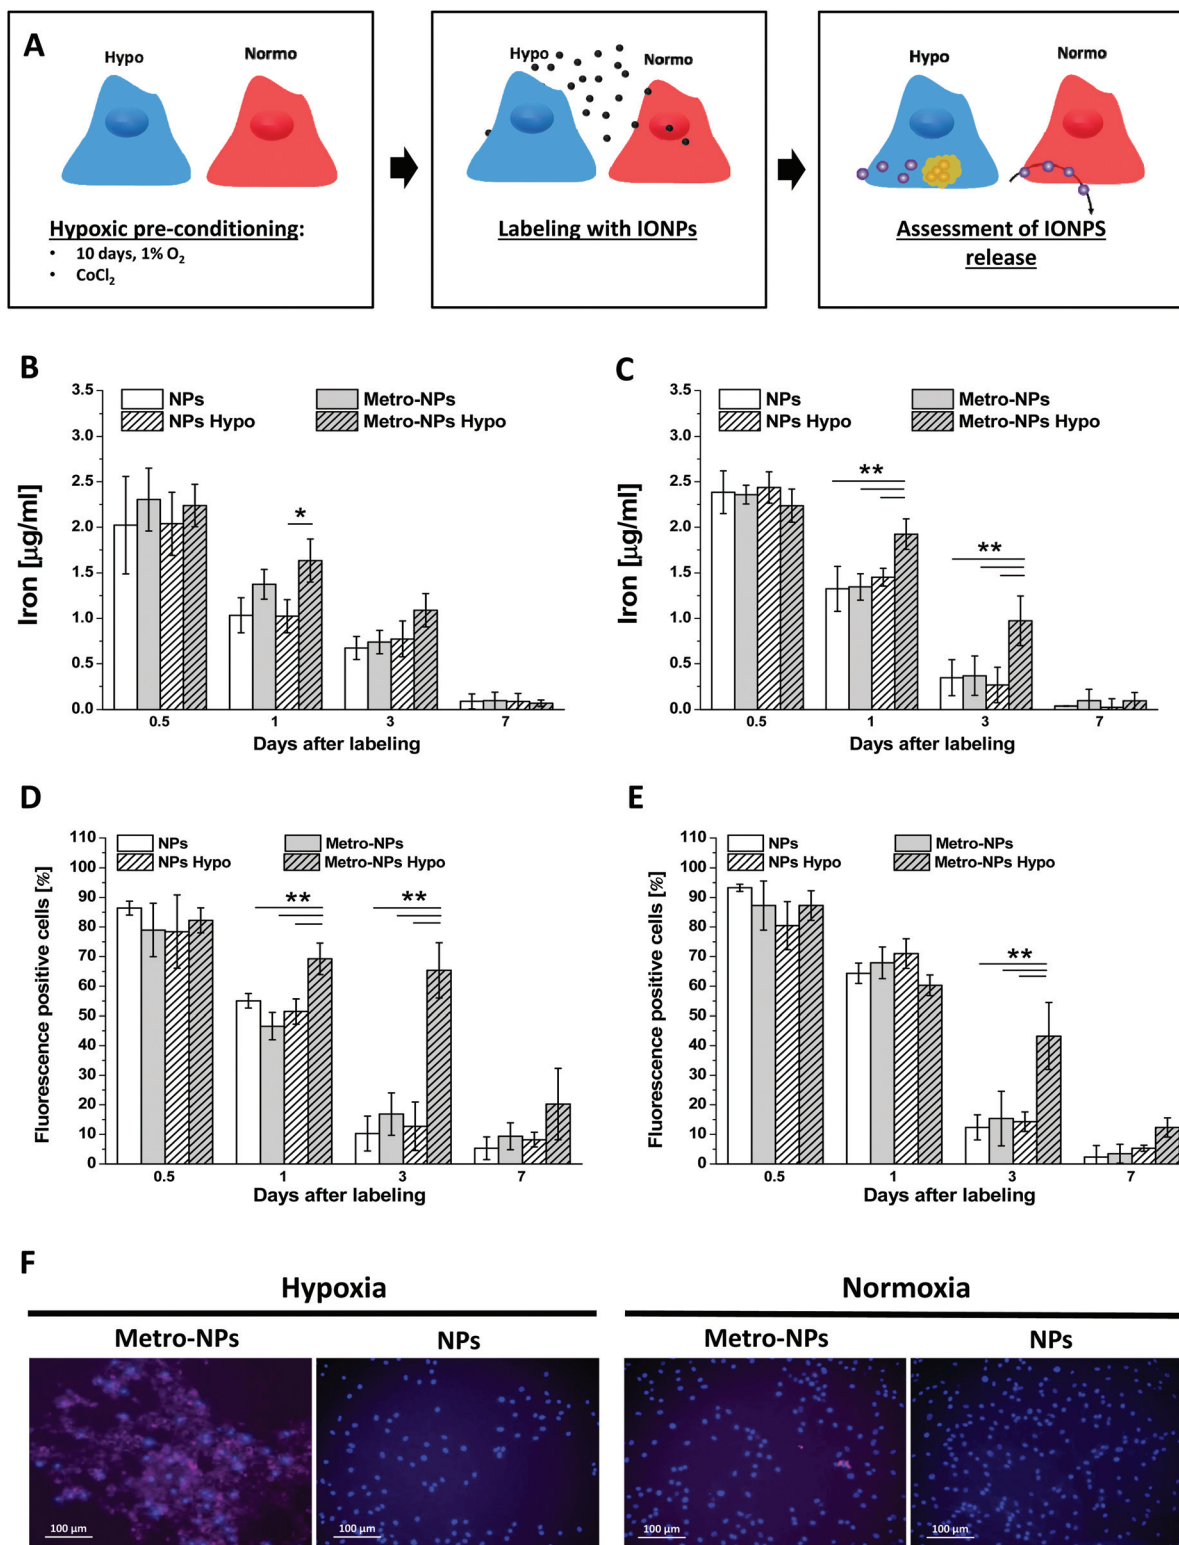 A
Hypo
Normo
Hypoxic pre-conditioning:
• 10 days, 1% O₂
• CoCl₂
Hypo
Normo
Labeling with IONPs
Hypo
Normo
Assessment of IONPS
release
B
NPs
Metro-NPs
NPs Hypo
Metro-NPs Hypo
Iron [µg/ml]
3.5
3.0
2.5
2.0
1.5
1.0
0.5
0.0
*
0.5 1 3 7
Days after labeling
C
NPs
Metro-NPs
NPs Hypo
Metro-NPs Hypo
Iron [µg/ml]
3.5
3.0
2.5
2.0
1.5
1.0
0.5
0.0
**
**
0.5 1 3 7
Days after labeling
D
NPs
Metro-NPs
NPs Hypo
Metro-NPs Hypo
Fluorescence positive cells [%]
110
100
90
80
70
60
50
40
30
20
10
0
** **
0.5 1 3 7
Days after labeling
E
NPs
Metro-NPs
NPs Hypo
Metro-NPs Hypo
Fluorescence positive cells [%]
110
100
90
80
70
60
50
40
30
20
10
0
**
0.5 1 3 7
Days after labeling
F
Hypoxia
Normoxia
Metro-NPs
NPs
Metro-NPs
NPs
100 µm
100 µm
100 µm
100 µm